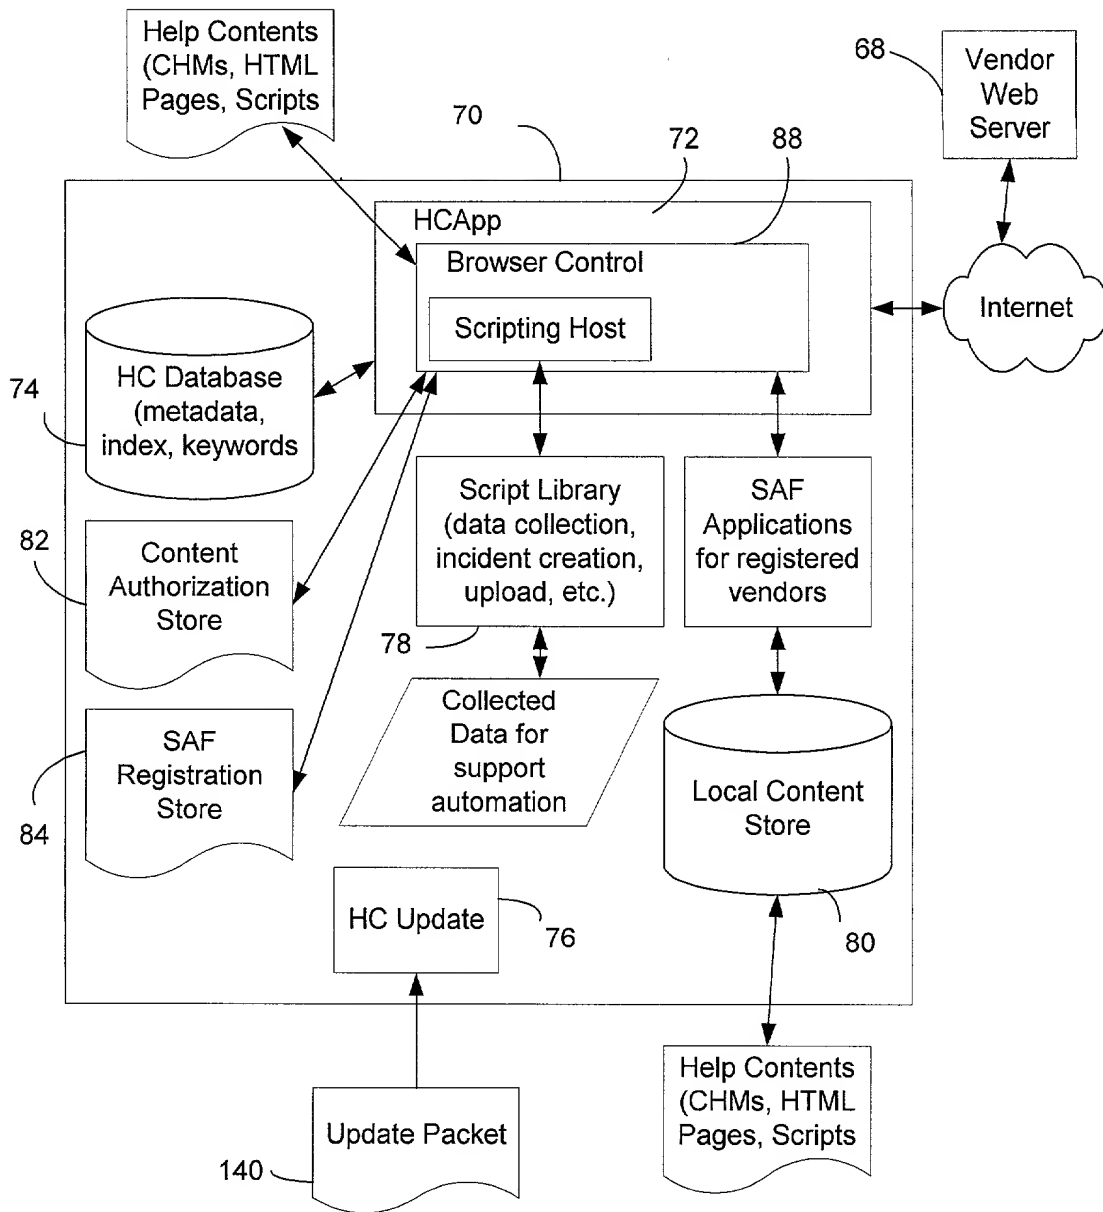 Help Contents
(CHMs, HTML
Pages, Scripts
68
Vendor
Web
Server
70
72
88
HCApp
Browser Control
Scripting Host
Internet
74
HC Database
(metadata,
index, keywords
82
Content
Authorization
Store
Script Library
(data collection,
incident creation,
upload, etc.)
78
SAF
Applications
for registered
vendors
84
SAF
Registration
Store
Collected
Data for
support
automation
Local Content
Store
80
HC Update
76
Update Packet
140
Help Contents
(CHMs, HTML
Pages, Scripts